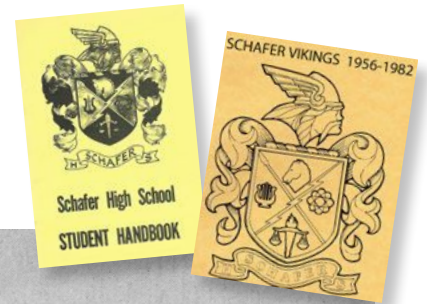 H SCHAFER S
Schafer High School
STUDENT HANDBOOK
SCHAFER VIKINGS 1956-1982
SCHAFER